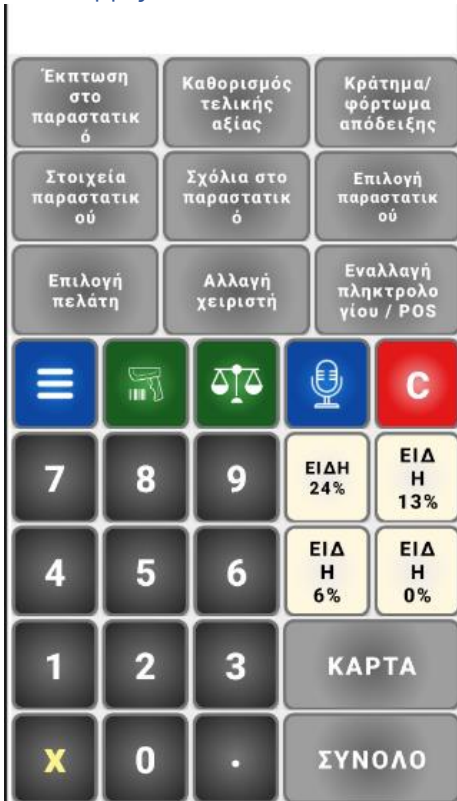 Έκπτωση
στο
παραστατικ
ό
Καθορισμός
τελικής
αξίας
Κράτημα/
φόρτωμα
απόδειξης
Στοιχεία
παραστατικ
ού
Σχόλια στο
παραστατικ
ό
Επιλογή
παραστατικ
ού
Επιλογή
πελάτη
Αλλαγή
χειριστή
Εναλλαγή
πληκτρολο
γίου / POS
C
7
8
9
ΕΙΔΗ
24%
ΕΙΔ
Η
13%
4
5
6
ΕΙΔ
Η
6%
ΕΙΔ
Η
0%
1
2
3
ΚΑΡΤΑ
X
0
.
ΣΥΝΟΛΟ